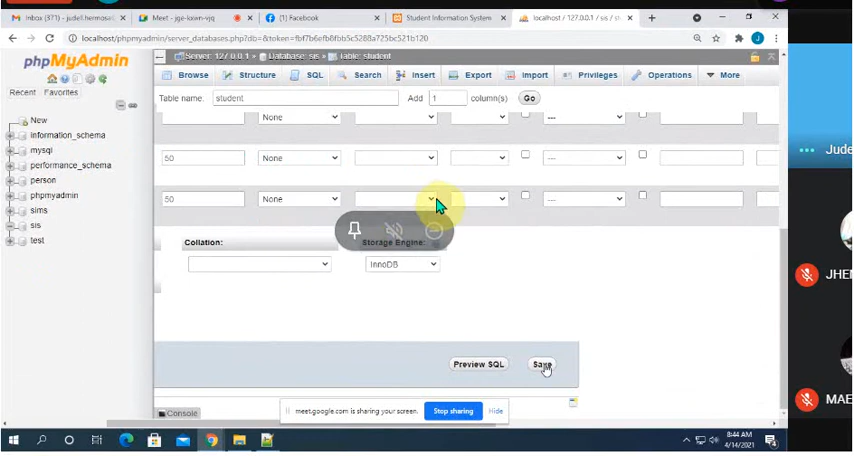 Inbox (371) - judell.hermosa
Meet - jge-lown-vjq
(1) Facebook
Student Information System
localhost / 127.0.0.1 / sis / st
localhost/phpmyadmin/server_databases.php?db=&token=fbf7b6efb8fbb5c5288a725bc521b120
phpMyAdmin
Recent Favorites
New
information_schema
mysql
performance_schema
person
phpmyadmin
sims
sis
test
Server: 127.0.0.1 » Database: sis » Table: student
Browse Structure SQL Search Insert Export Import Privileges Operations More
Table name: student Add 1 column(s) Go
None ---
50 None ---
50 None ---
Collation: Storage Engine:
InnoDB
Preview SQL Save
Console
meet.google.com is sharing your screen. Stop sharing Hide
8:44 AM
4/14/2021
4
J
Jude
JHE
MAE